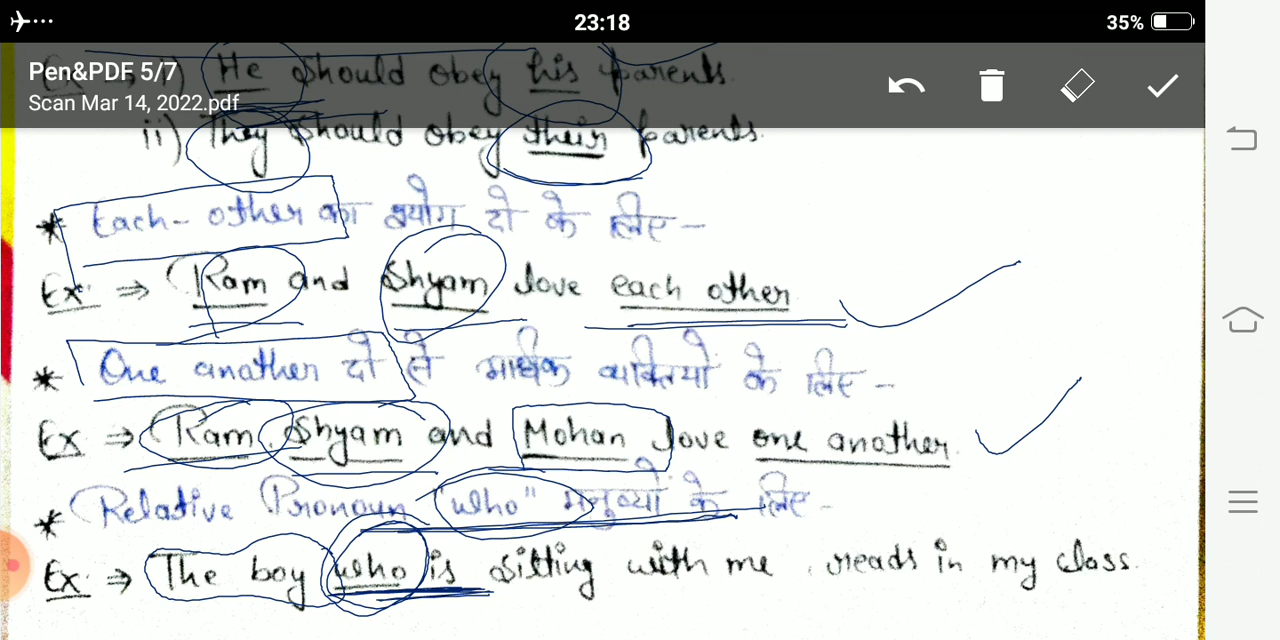 23:18 35%
Pen&PDF 5/7
Scan Mar 14, 2022.pdf
Ex ⇒ i) He should obey his parents.
ii) They should obey their parents.
* Each-other का प्रयोग दो के लिए -
Ex: ⇒ Ram and Shyam love each other
* One another दो से अधिक व्यक्तियों के लिए -
Ex ⇒ Ram, Shyam and Mohan love one another.
* Relative Pronoun "who" मनुष्यों के लिए -
Ex: ⇒ The boy who is sitting with me, reads in my class.